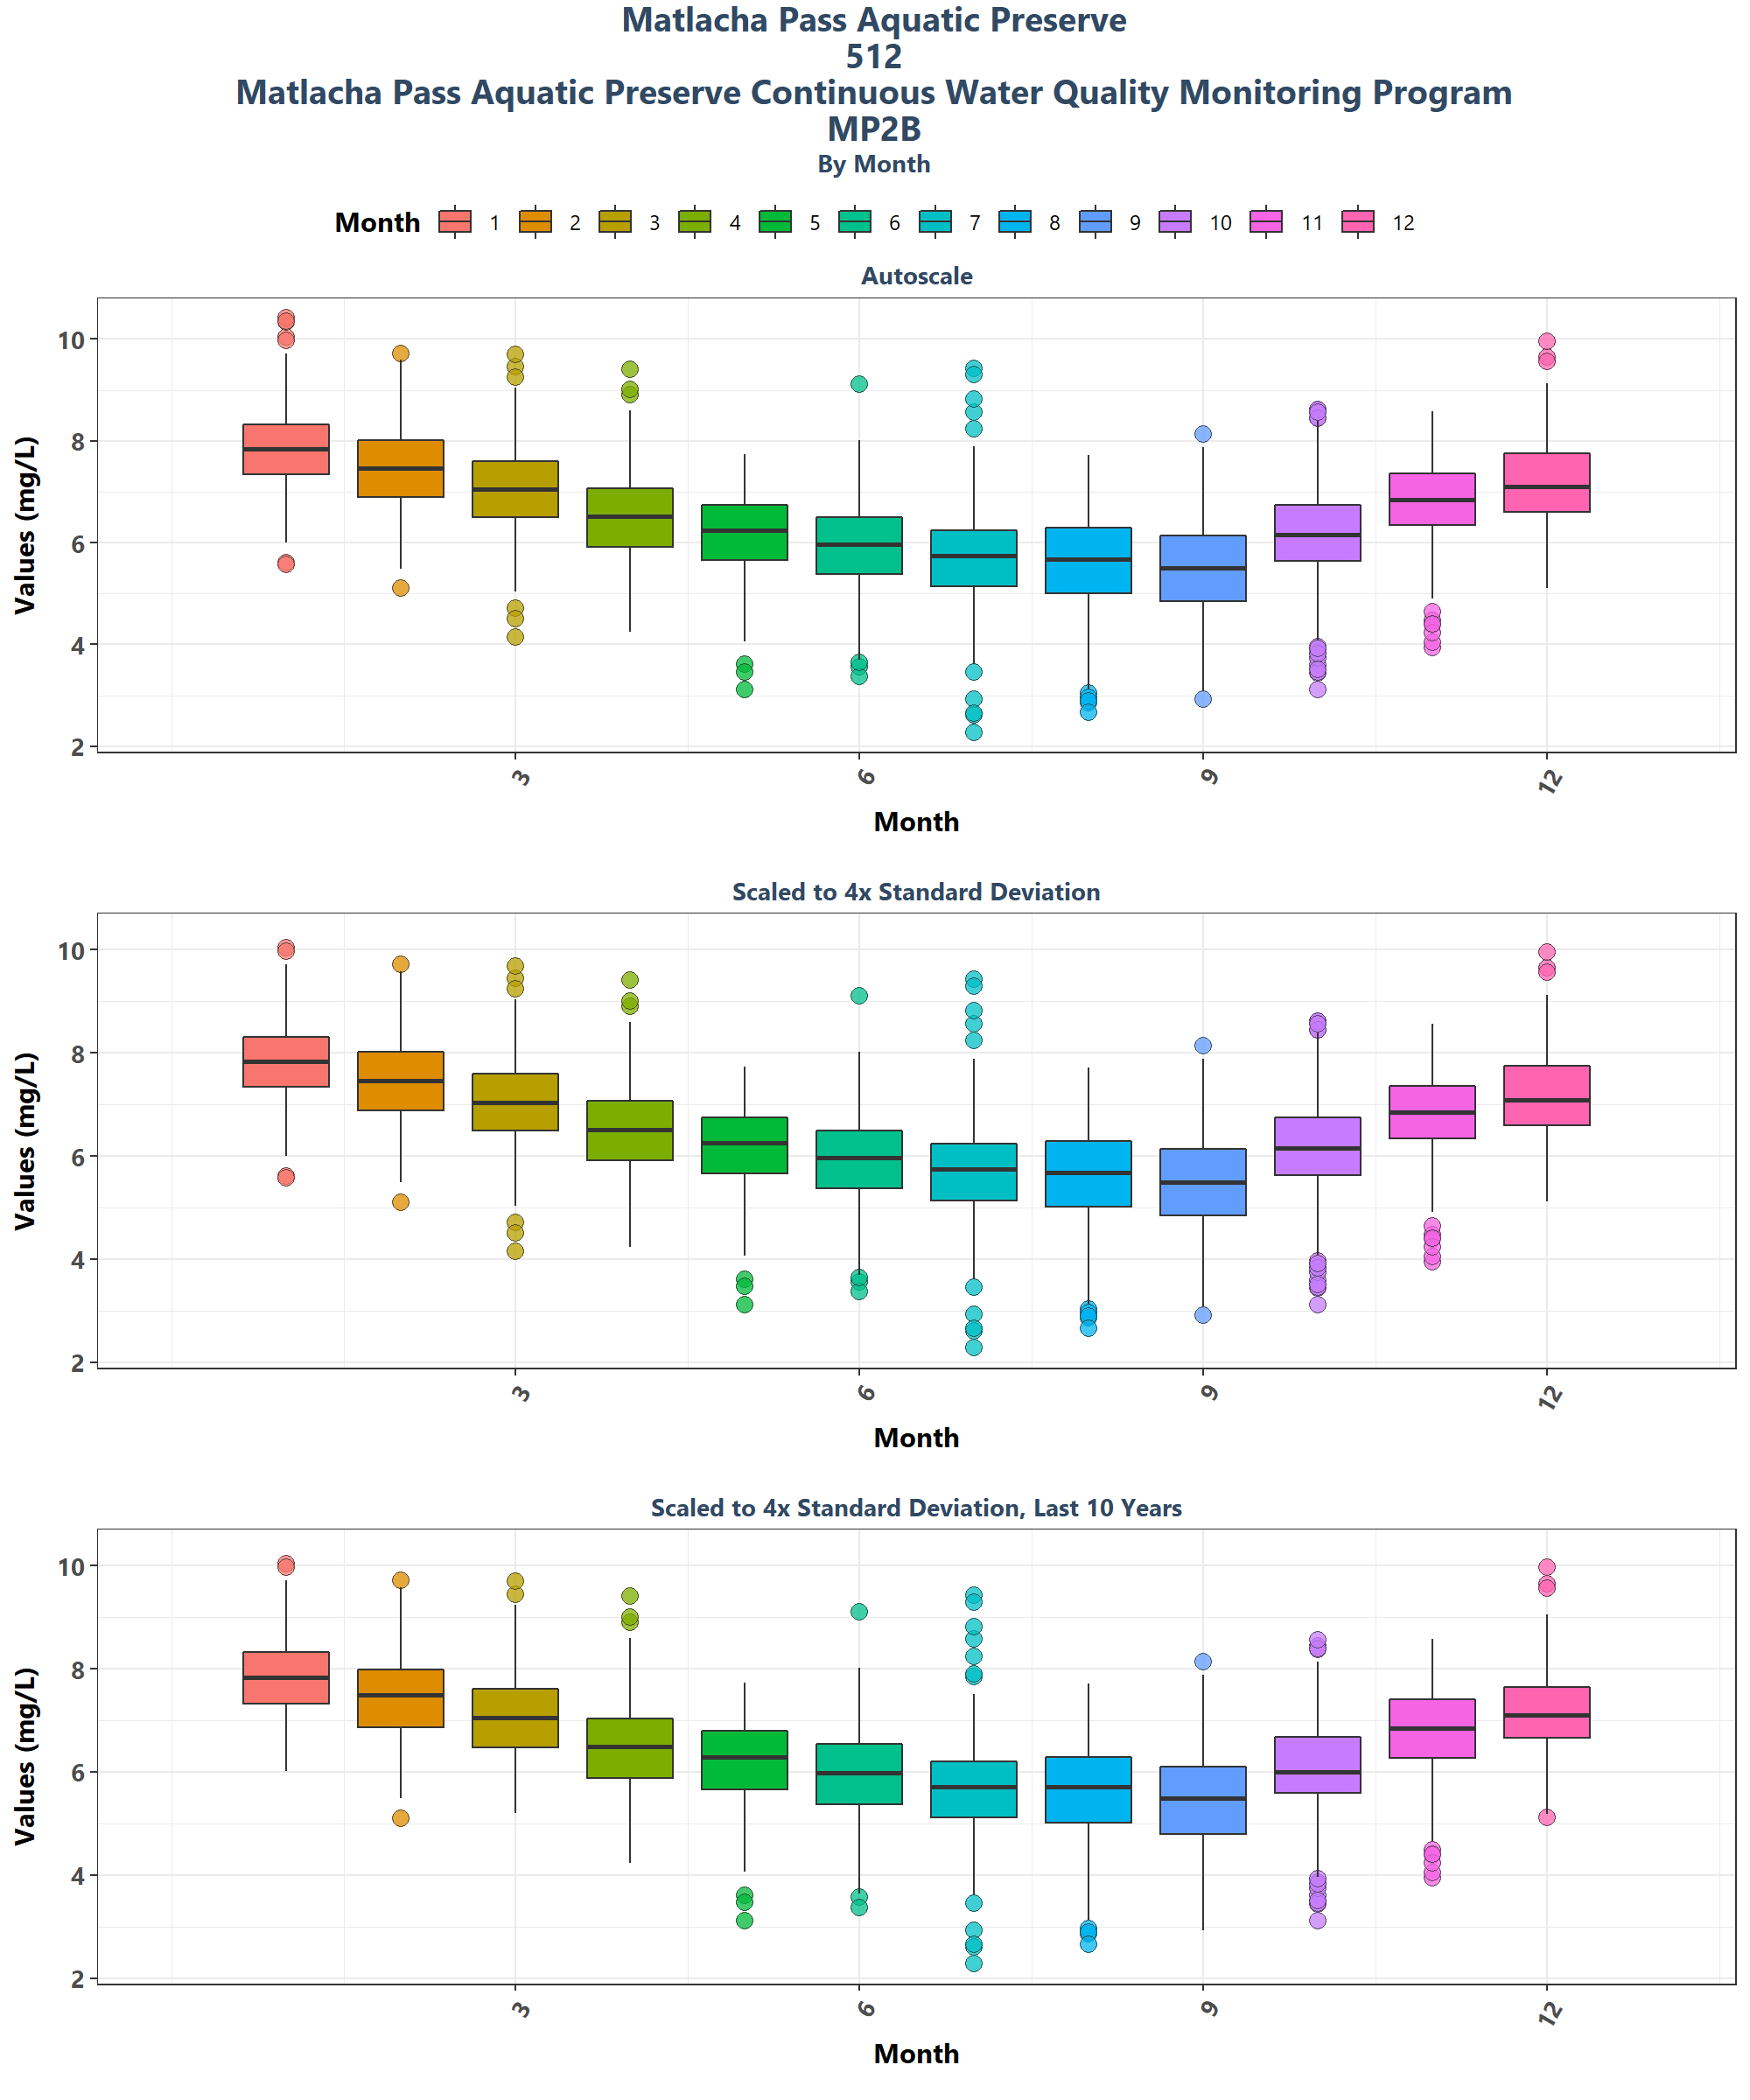 Matlacha Pass Aquatic Preserve
512
Matlacha Pass Aquatic Preserve Continuous Water Quality Monitoring Program
MP2B
By Month
Month 1 2 3 4 5 6 7 8 9 10 11 12
Autoscale
Values (mg/L)
10
8
6
4
2
3 6 9 12
Month
Scaled to 4x Standard Deviation
Values (mg/L)
10
8
6
4
2
3 6 9 12
Month
Scaled to 4x Standard Deviation, Last 10 Years
Values (mg/L)
10
8
6
4
2
3 6 9 12
Month